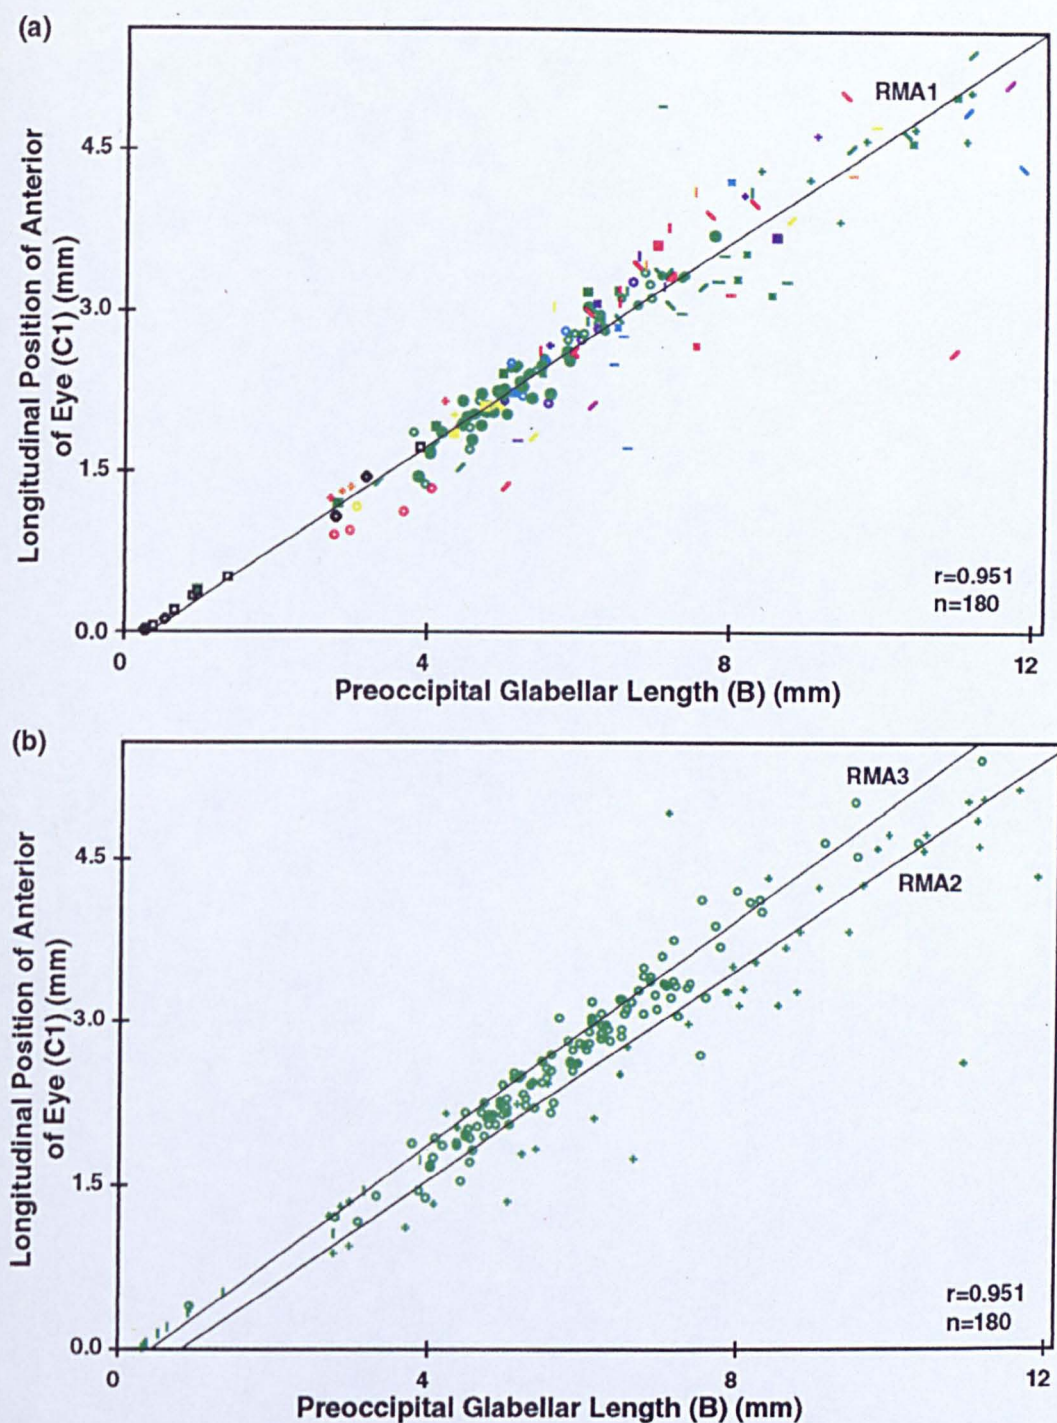 (a)
Longitudinal Position of Anterior
of Eye (C1) (mm)
4.5
3.0
1.5
0.0
RMA1
r=0.951
n=180
0 4 8 12
Preoccipital Glabellar Length (B) (mm)
(b)
Longitudinal Position of Anterior
of Eye (C1) (mm)
4.5
3.0
1.5
0.0
RMA3
RMA2
r=0.951
n=180
0 4 8 12
Preoccipital Glabellar Length (B) (mm)